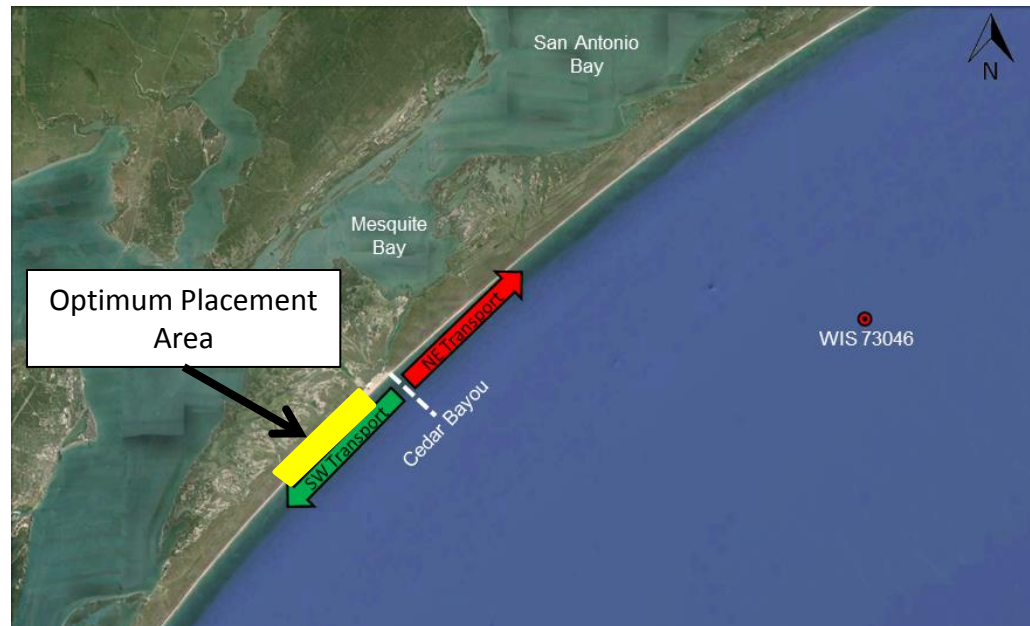 San Antonio
Bay
N
Mesquite
Bay
Optimum Placement
Area
NE Transport
WIS 73046
Cedar Bayou
SW Transport